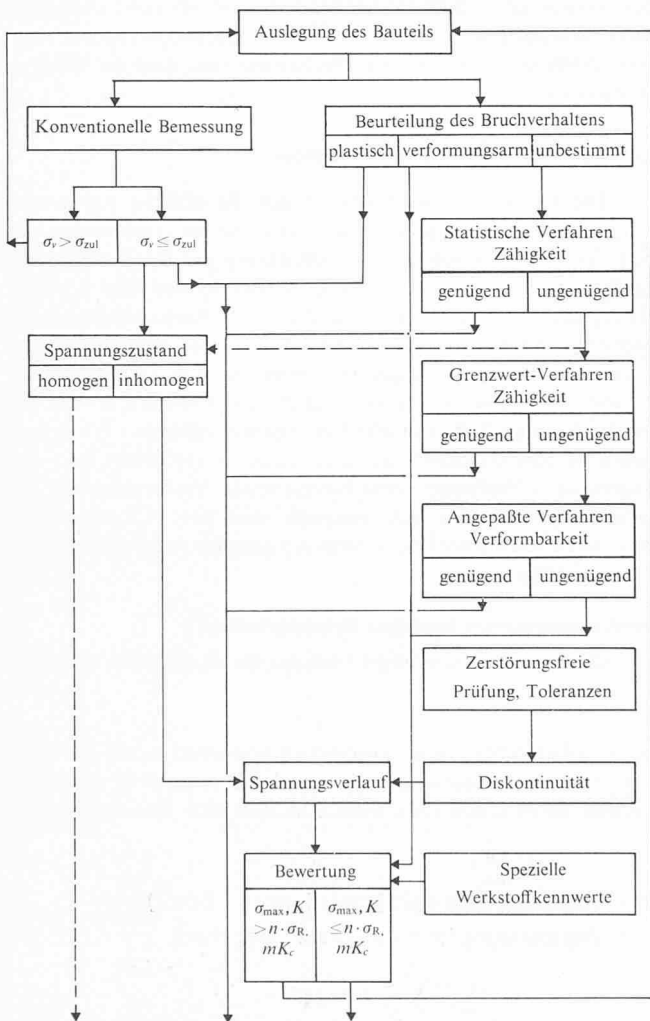 Auslegung des Bauteils
Konventionelle Bemessung
Beurteilung des Bruchverhaltens
plastisch verformungsarm unbestimmt
σᵥ > σzul σᵥ ≤ σzul
Statistische Verfahren
Zähigkeit
genügend ungenügend
Spannungszustand
homogen inhomogen
Grenzwert-Verfahren
Zähigkeit
genügend ungenügend
Angepaßte Verfahren
Verformbarkeit
genügend ungenügend
Zerstörungsfreie
Prüfung, Toleranzen
Spannungsverlauf
Diskontinuität
Bewertung
σmax, K
> n · σR,
mKc
σmax, K
≤ n · σR,
mKc
Spezielle
Werkstoffkennwerte